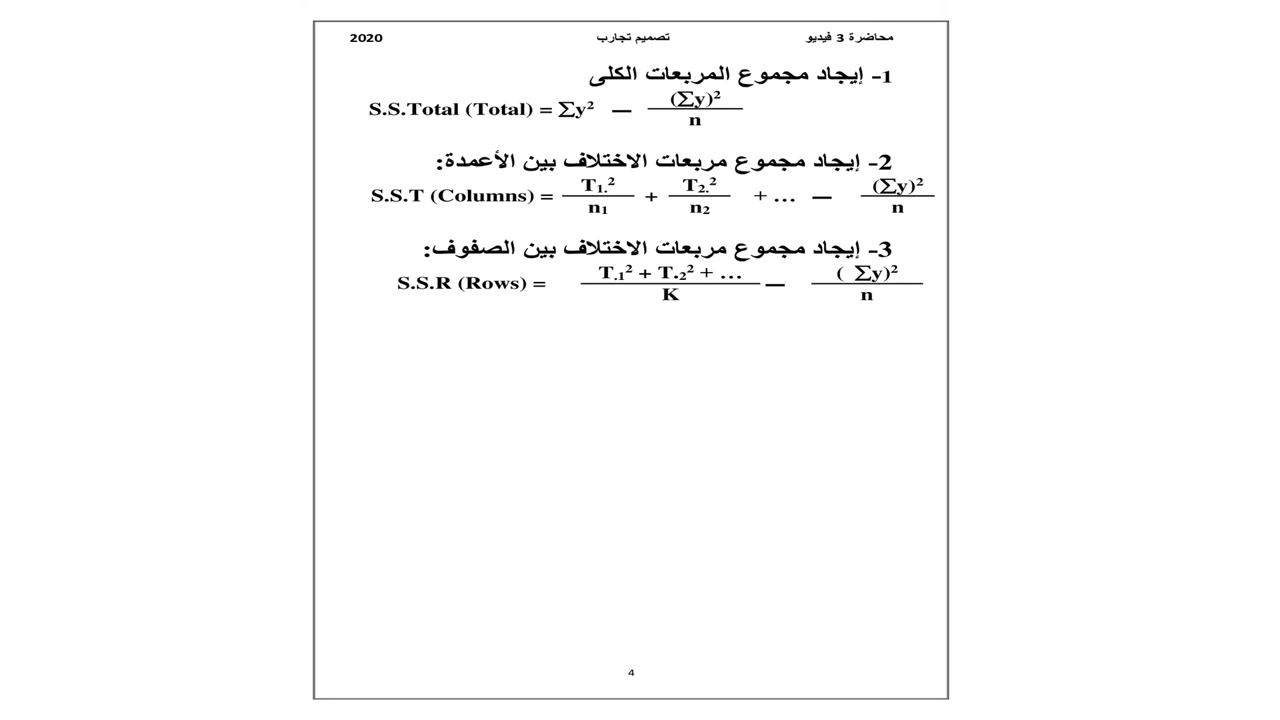 محاضرة 3 فيديو تصميم تجارب 2020
1- إيجاد مجموع المربعات الكلى
S.S.Total (Total) = ∑y² — (∑y)² / n
2- إيجاد مجموع مربعات الاختلاف بين الأعمدة:
S.S.T (Columns) = T₁.² / n₁ + T₂.² / n₂ + … — (∑y)² / n
3- إيجاد مجموع مربعات الاختلاف بين الصفوف:
S.S.R (Rows) = T.₁² + T.₂² + … / K — ( ∑y)² / n
4